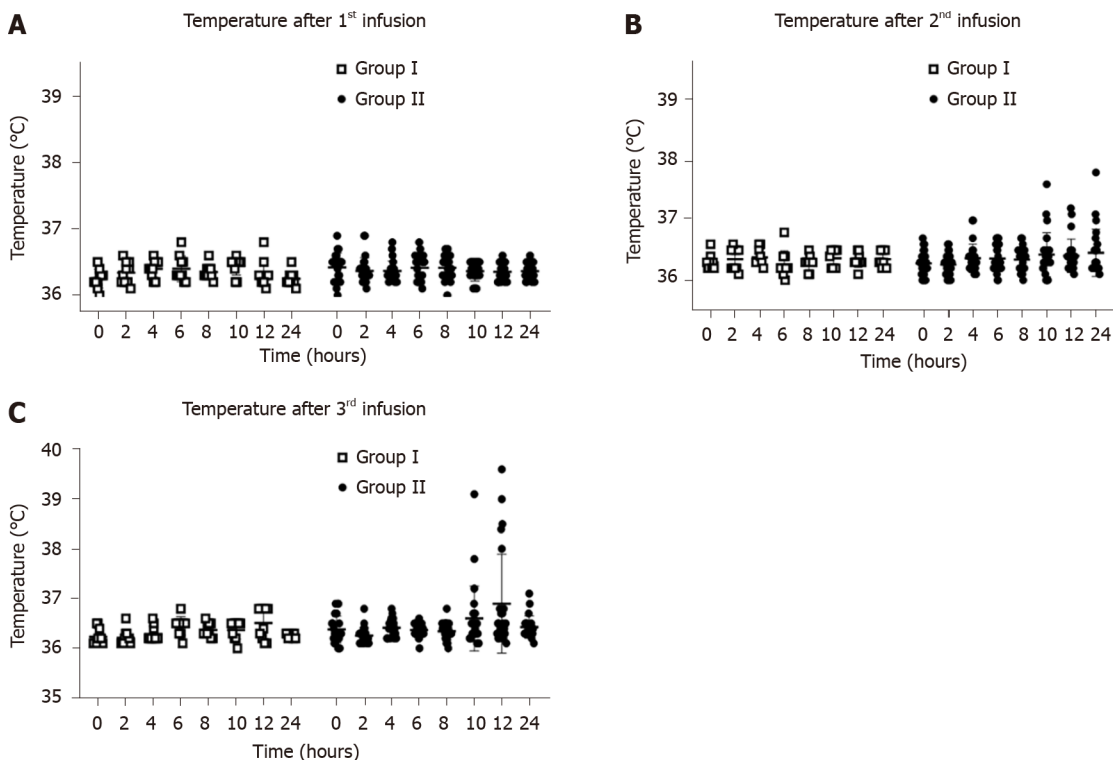 A
Temperature after 1st infusion
Group I
Group II
Temperature (°C)
39
38
37
36
0 2 4 6 8 10 12 24 0 2 4 6 8 10 12 24
Time (hours)
B
Temperature after 2nd infusion
Group I
Group II
Temperature (°C)
39
38
37
36
0 2 4 6 8 10 12 24 0 2 4 6 8 10 12 24
Time (hours)
C
Temperature after 3rd infusion
Group I
Group II
Temperature (°C)
40
39
38
37
36
35
0 2 4 6 8 10 12 24 0 2 4 6 8 10 12 24
Time (hours)